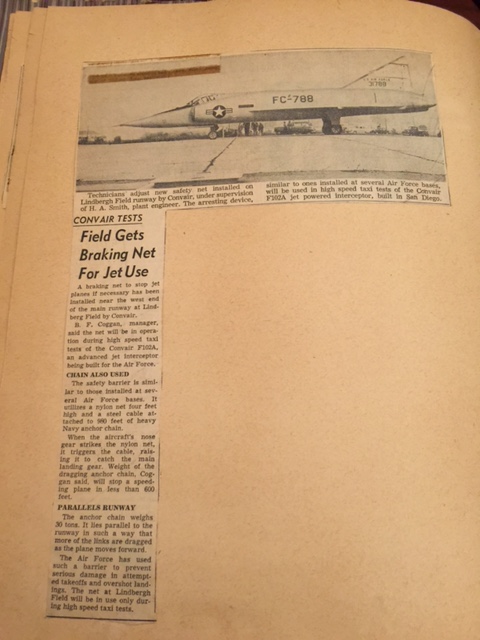 U.S. AIR FORCE
FC-788
Technicians adjust new safety net installed on
Lindbergh Field runway by Convair, under supervision
of H. A. Smith, plant engineer. The arresting device,
similar to ones installed at several Air Force bases,
will be used in high speed taxi tests of the Convair
F102A jet powered interceptor, built in San Diego.
CONVAIR TESTS
Field Gets
Braking Net
For Jet Use
A braking net to stop jet
planes if necessary has been
installed near the west end
of the main runway at Lind-
berg Field by Convair.
B. F. Coggan, manager,
said the net will be in opera-
tion during high speed taxi
tests of the Convair F102A,
an advanced jet interceptor
being built for the Air Force.
CHAIN ALSO USED
The safety barrier is simi-
lar to those installed at sev-
eral Air Force bases. It
utilizes a nylon net four feet
high and a steel cable at-
tached to 980 feet of heavy
Navy anchor chain.
When the aircraft's nose
gear strikes the nylon net,
it triggers the cable, rais-
ing it to catch the main
landing gear. Weight of the
dragging anchor chain, Cog-
gan said, will stop a speed-
ing plane in less than 600
feet.
PARALLELS RUNWAY
The anchor chain weighs
30 tons. It lies parallel to the
runway in such a way that
more of the links are dragged
as the plane moves forward.
The Air Force has used
such a barrier to prevent
serious damage in attempt-
ed takeoffs and overshot land-
ings. The net at Lindbergh
Field will be in use only dur-
ing high speed taxi tests.